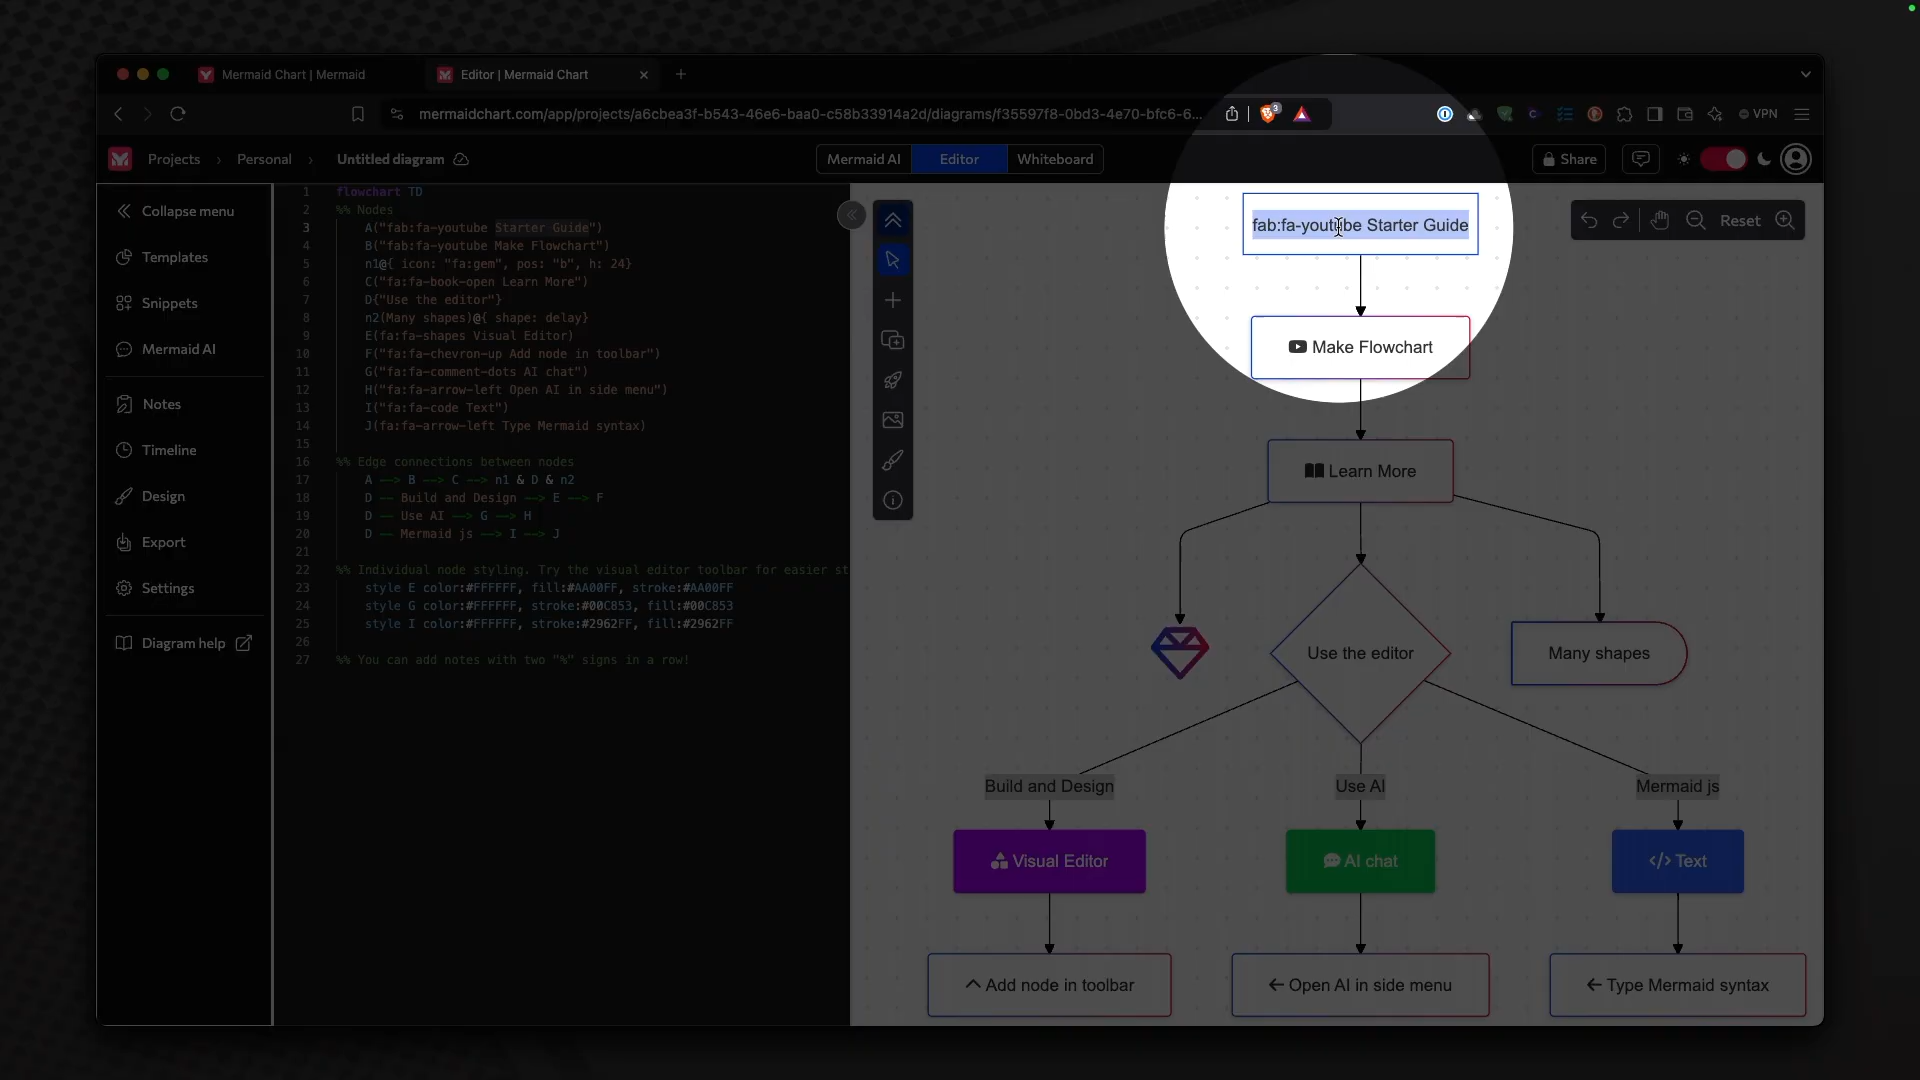 Mermaid Chart | Mermaid
Editor | Mermaid Chart
mermaidchart.com/app/projects/a6cbea3f-b543-46e6-baa0-c58b33914a2d/diagrams/f35597f8-0bd3-4e70-bfc6-6...
3
VPN
Projects
Personal
Untitled diagram
Mermaid AI
Editor
Whiteboard
Share
Collapse menu
Templates
Snippets
Mermaid AI
Notes
Timeline
Design
Export
Settings
Diagram help
1 flowchart TD
2 %% Nodes
3 A("fab:fa-youtube Starter Guide")
4 B("fab:fa-youtube Make Flowchart")
5 n1@{ icon: "fa:gem", pos: "b", h: 24}
6 C("fa:fa-book-open Learn More")
7 D{"Use the editor"}
8 n2(Many shapes)@{ shape: delay}
9 E(fa:fa-shapes Visual Editor)
10 F("fa:fa-chevron-up Add node in toolbar")
11 G("fa:fa-comment-dots AI chat")
12 H("fa:fa-arrow-left Open AI in side menu")
13 I("fa:fa-code Text")
14 J(fa:fa-arrow-left Type Mermaid syntax)
15
16 %% Edge connections between nodes
17 A --> B --> C --> n1 & D & n2
18 D -- Build and Design --> E --> F
19 D -- Use AI --> G --> H
20 D -- Mermaid js --> I --> J
21
22 %% Individual node styling. Try the visual editor toolbar for easier st
23 style E color:#FFFFFF, fill:#AA00FF, stroke:#AA00FF
24 style G color:#FFFFFF, stroke:#00C853, fill:#00C853
25 style I color:#FFFFFF, stroke:#2962FF, fill:#2962FF
26
27 %% You can add notes with two "%" signs in a row!
Reset
fab:fa-youtube Starter Guide
Make Flowchart
Learn More
Use the editor
Many shapes
Build and Design
Use AI
Mermaid js
Visual Editor
AI chat
</> Text
Add node in toolbar
Open AI in side menu
Type Mermaid syntax